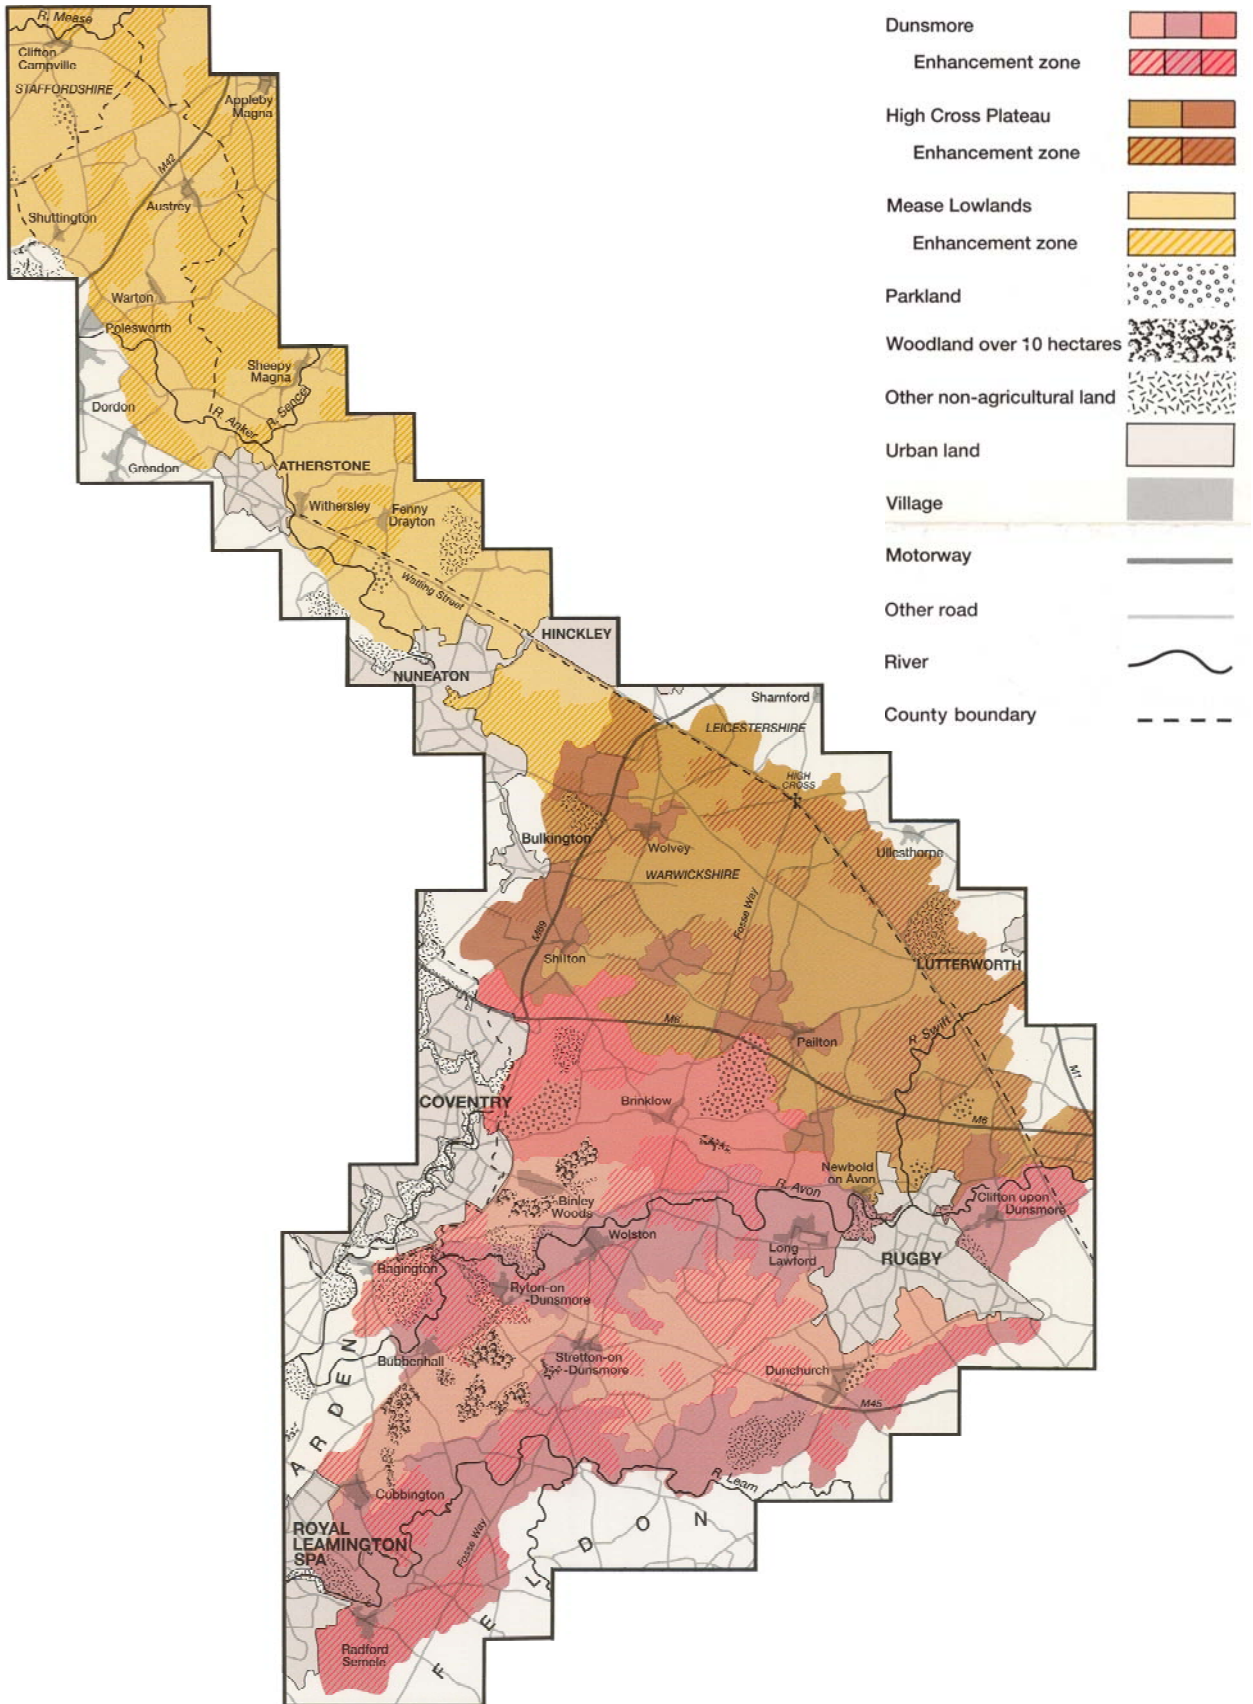 R. Mease
Clifton
Campville
STAFFORDSHIRE
Appleby
Magna
M42
Austrey
Shuttington
Warton
Polesworth
Sheepy
Magna
Dordon
R. Anker
R. Sence
Grendon
ATHERSTONE
Withersley
Fenny
Drayton
Watling Street
HINCKLEY
NUNEATON
Sharnford
LEICESTERSHIRE
HIGH
CROSS
Bulkington
Wolvey
Ullesthorpe
WARWICKSHIRE
Fosse Way
M69
Shilton
LUTTERWORTH
M6
R. Swift
Pailton
M1
COVENTRY
Brinklow
M6
Newbold
on Avon
R. Avon
Clifton upon
Dunsmore
Binley
Woods
Wolston
Long
Lawford
RUGBY
Bagington
Ryton-on
-Dunsmore
Bubbenhall
Stretton-on
-Dunsmore
Dunchurch
M45
ARDEN
R. Leam
Cubbington
ROYAL
LEAMINGTON
SPA
Fosse Way
FELDON
Radford
Semele
Dunsmore
Enhancement zone
High Cross Plateau
Enhancement zone
Mease Lowlands
Enhancement zone
Parkland
Woodland over 10 hectares
Other non-agricultural land
Urban land
Village
Motorway
Other road
River
County boundary